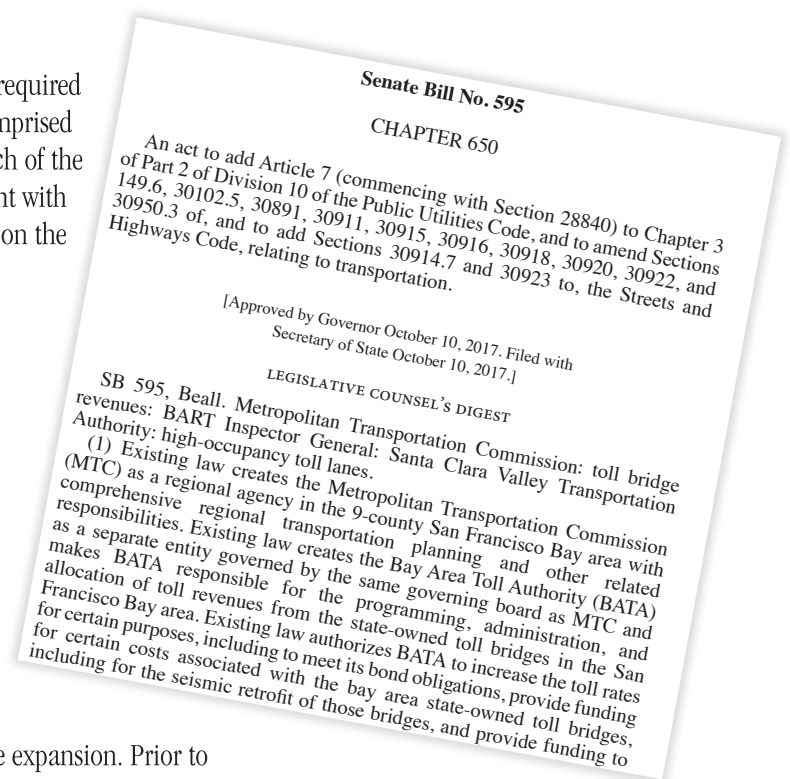 required
mprised
ch of the
nt with
on the
Senate Bill No. 595
CHAPTER 650
An act to add Article 7 (commencing with Section 28840) to Chapter 3
of Part 2 of Division 10 of the Public Utilities Code, and to amend Sections
149.6, 30102.5, 30891, 30911, 30915, 30916, 30918, 30920, 30922, and
30950.3 of, and to add Sections 30914.7 and 30923 to, the Streets and
Highways Code, relating to transportation.
[Approved by Governor October 10, 2017. Filed with
Secretary of State October 10, 2017.]
LEGISLATIVE COUNSEL'S DIGEST
SB 595, Beall. Metropolitan Transportation Commission: toll bridge
revenues: BART Inspector General: Santa Clara Valley Transportation
Authority: high-occupancy toll lanes.
(1) Existing law creates the Metropolitan Transportation Commission
(MTC) as a regional agency in the 9-county San Francisco Bay area with
comprehensive regional transportation planning and other related
responsibilities. Existing law creates the Bay Area Toll Authority (BATA)
as a separate entity governed by the same governing board as MTC and
makes BATA responsible for the programming, administration, and
allocation of toll revenues from the state-owned toll bridges in the San
Francisco Bay area. Existing law authorizes BATA to increase the toll rates
for certain purposes, including to meet its bond obligations, provide funding
for certain costs associated with the bay area state-owned toll bridges,
including for the seismic retrofit of those bridges, and provide funding to
e expansion. Prior to